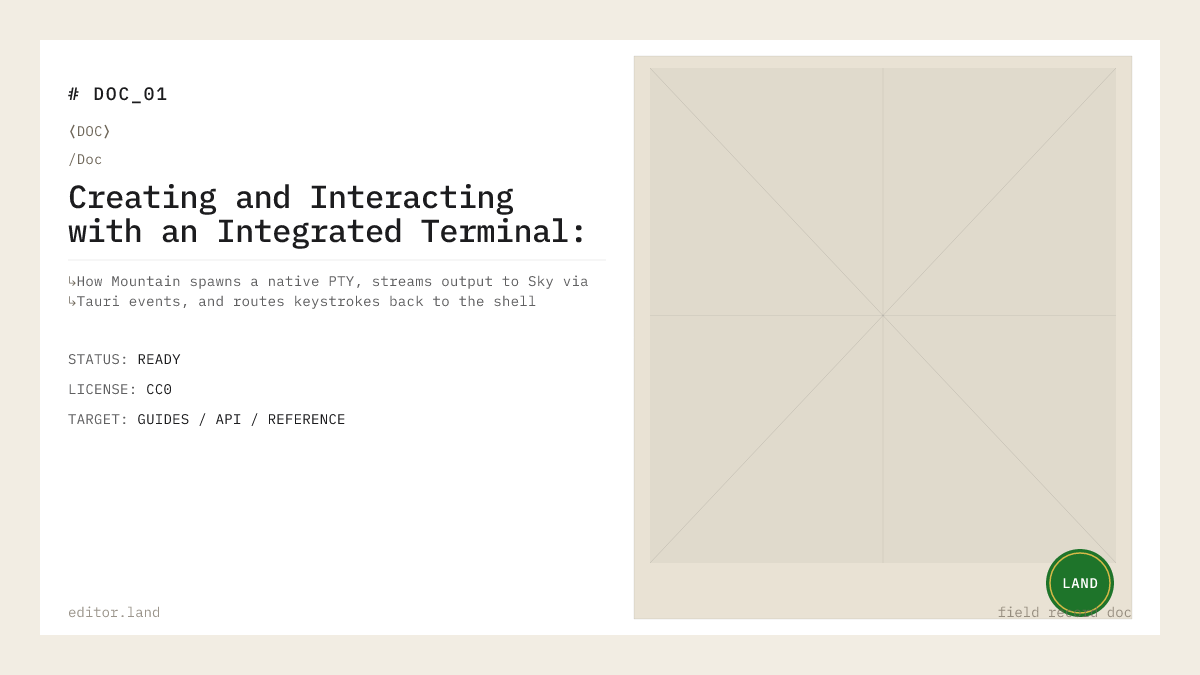 # DOC_01
⟨DOC⟩
/Doc
Creating and Interacting
with an Integrated Terminal:
↳How Mountain spawns a native PTY, streams output to Sky via
↳Tauri events, and routes keystrokes back to the shell
STATUS: READY
LICENSE: CC0
TARGET: GUIDES / API / REFERENCE
LAND
editor.land
field record doc